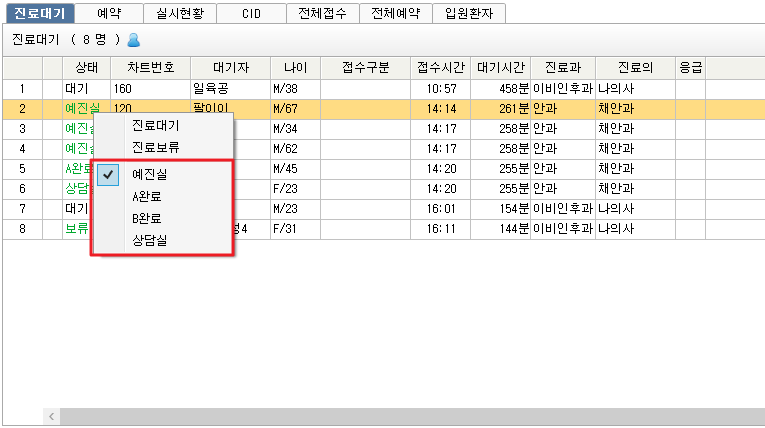 진료대기 예약 실시현황 CID 전체접수 전체예약 입원환자
진료대기 ( 8 명 )
상태 차트번호 대기자 나이 접수구분 접수시간 대기시간 진료과 진료의 응급
1 대기 160 일육공 M/38 10:57 458분 이비인후과 나의사
2 예진실 120 팔이이 M/67 14:14 261분 안과 채안과
3 예진 M/34 14:17 258분 안과 채안과
4 예진 M/62 14:17 258분 안과 채안과
5 A완료 M/45 14:20 255분 안과 채안과
6 상담 F/23 14:20 255분 안과 채안과
7 대기 M/23 16:01 154분 이비인후과 나의사
8 보류 4 F/31 16:11 144분 이비인후과 나의사
진료대기
진료보류
예진실
A완료
B완료
상담실